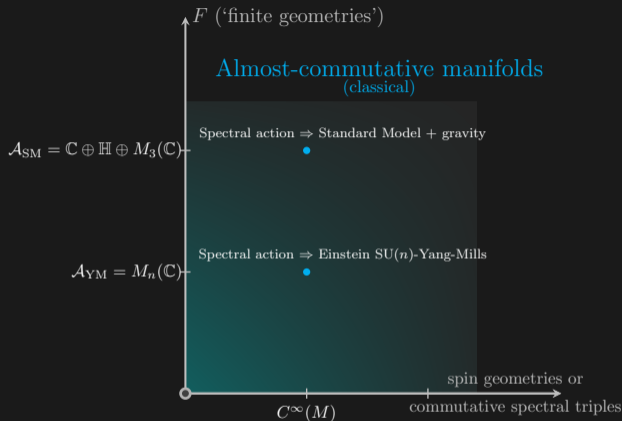 F (‘finite geometries’)
Almost-commutative manifolds
(classical)
Spectral action ⇒ Standard Model + gravity
𝒜_SM = ℂ ⊕ ℍ ⊕ M₃(ℂ)
Spectral action ⇒ Einstein SU(n)-Yang-Mills
𝒜_YM = Mₙ(ℂ)
spin geometries or
commutative spectral triples
C^∞(M)